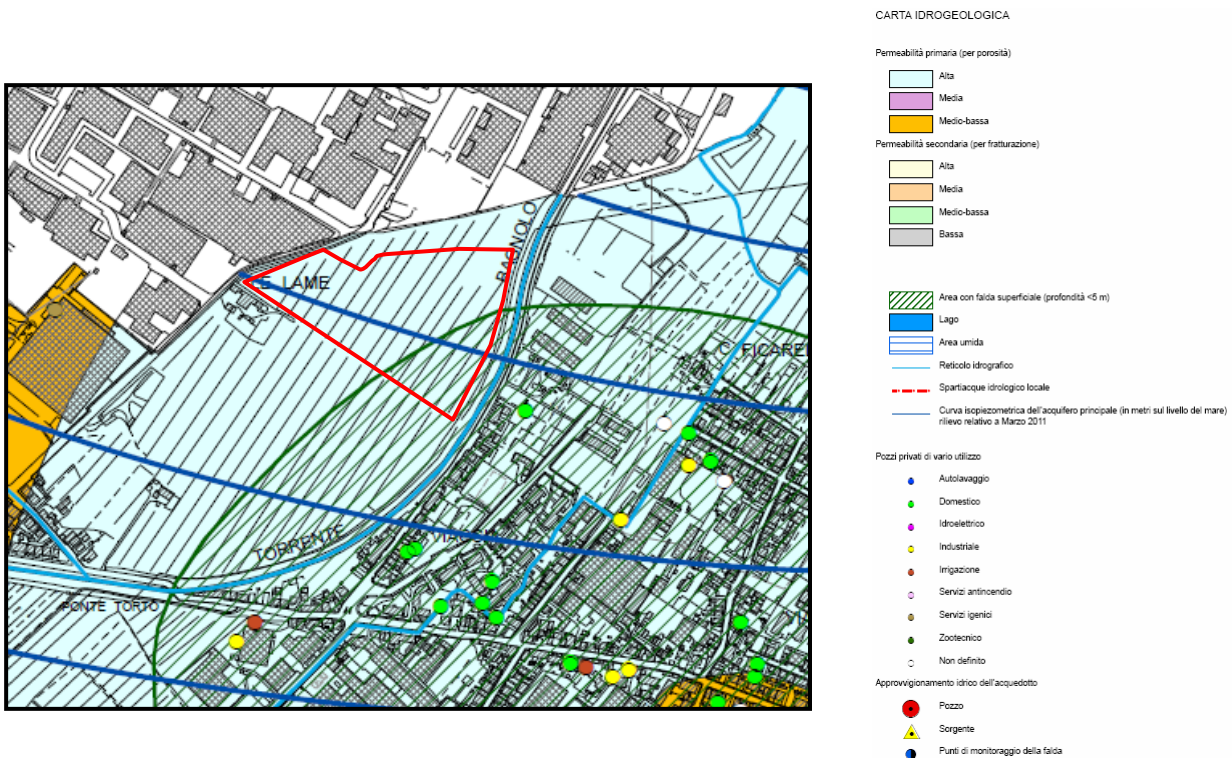 CARTA IDROGEOLOGICA
Permeabilità primaria (per porosità)
Alta
Media
Medio-bassa
Permeabilità secondaria (per fratturazione)
Alta
Media
Medio-bassa
Bassa
Area con falda superficiale (profondità <5 m)
Lago
Area umida
Reticolo idrografico
Spartiacque idrologico locale
Curva isopiezometrica dell'acquifero principale (in metri sul livello del mare)
rilievo relativo a Marzo 2011
Pozzi privati di vario utilizzo
Autolavaggio
Domestico
Idroelettrico
Industriale
Irrigazione
Servizi antincendio
Servizi igenici
Zootecnico
Non definito
Approvvigionamento idrico dell'acquedotto
Pozzo
Sorgente
Punti di monitoraggio della falda
BAGNOLO
LE LAME
C. FICAREL
TORRENTE
PONTE TORTO